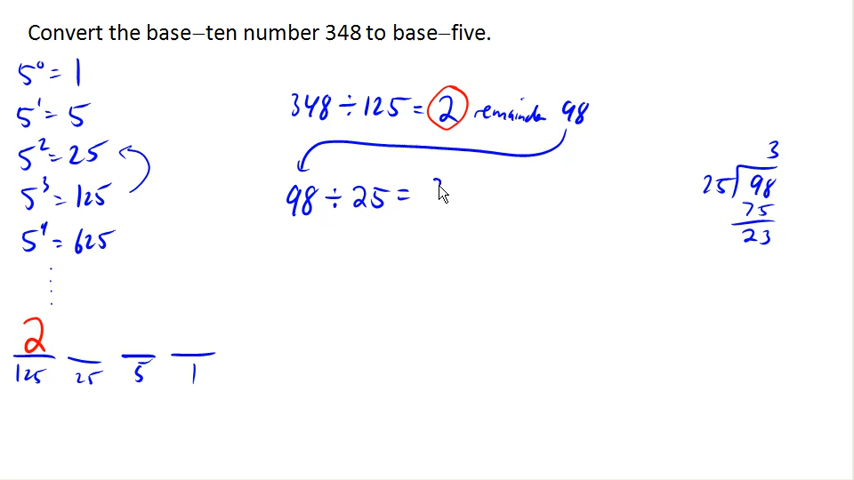 Convert the base–ten number 348 to base–five.
5⁰ = 1
5¹ = 5
5² = 25
5³ = 125
5⁴ = 625
348 ÷ 125 = 2 remainder 98
98 ÷ 25 =
3
25 98
75
23
2
125 25 5 1